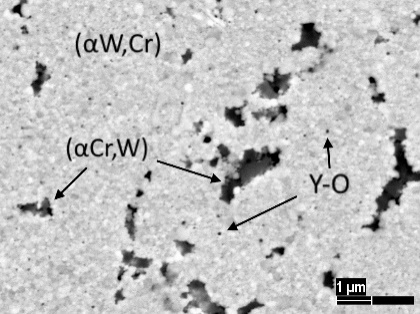 (αW,Cr)
(αCr,W)
Y-O
1 µm